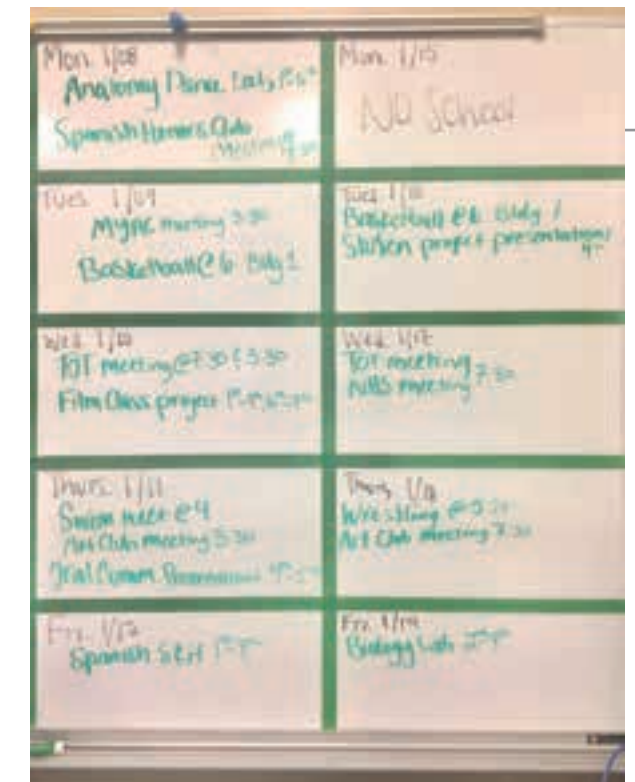 Mon. 1/08
Anatomy
Spanish Honors Club
Meeting
Tues 1/09
MYAC meeting 3:30
Basketball @ 6 Bldg 1
Wed. 1/10
TOT meeting @ 7:30 & 3:30
Film Class project
Thurs. 1/11
Swim meet @ 4
Art Club meeting 3:30
Oral Comm. Presentations
Fri. 1/12
Spanish
Mon. 1/15
NO School
Tues 1/16
Basketball @ 6 Bldg 1
project presentation
Wed. 1/17
TOT meeting
NHS meeting 7:30
Thurs. 1/18
Wrestling @ 5:30
Art Club meeting 7:30
Fri. 1/19
Biology Lab